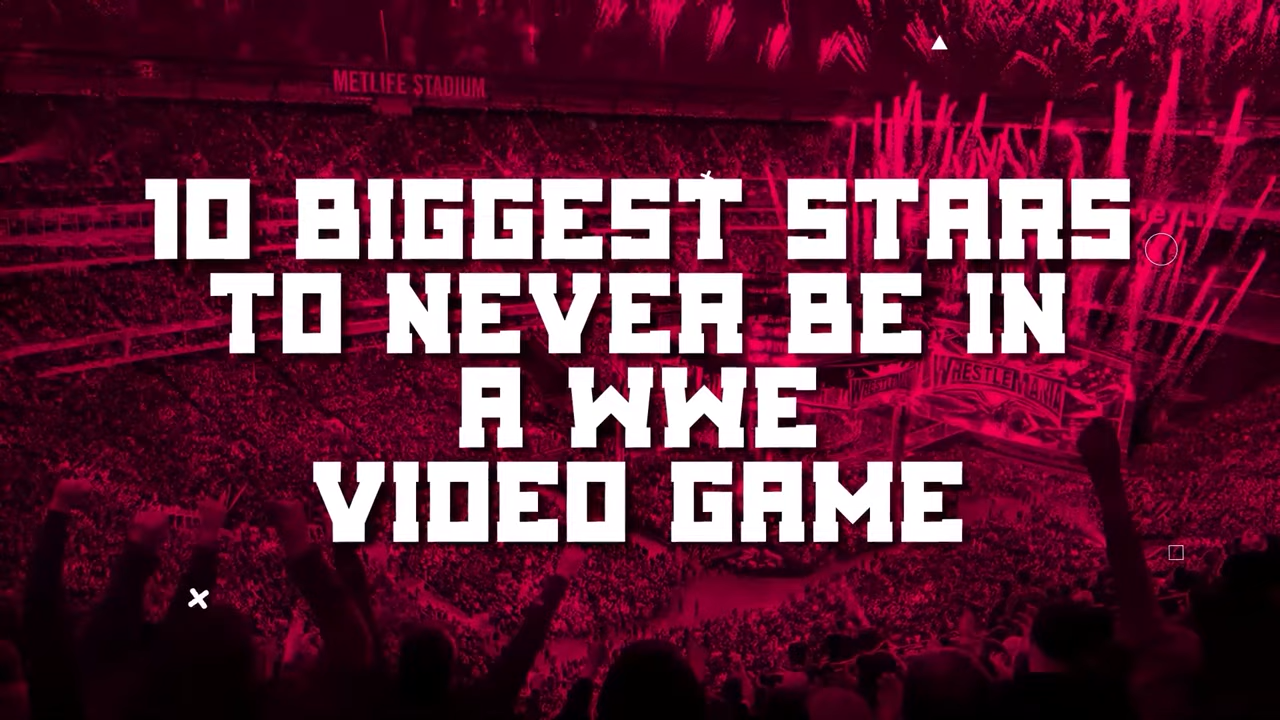 METLIFE STADIUM
10 BIGGEST STARS
TO NEVER BE IN
A WWE
VIDEO GAME
WRESTLEMANIA